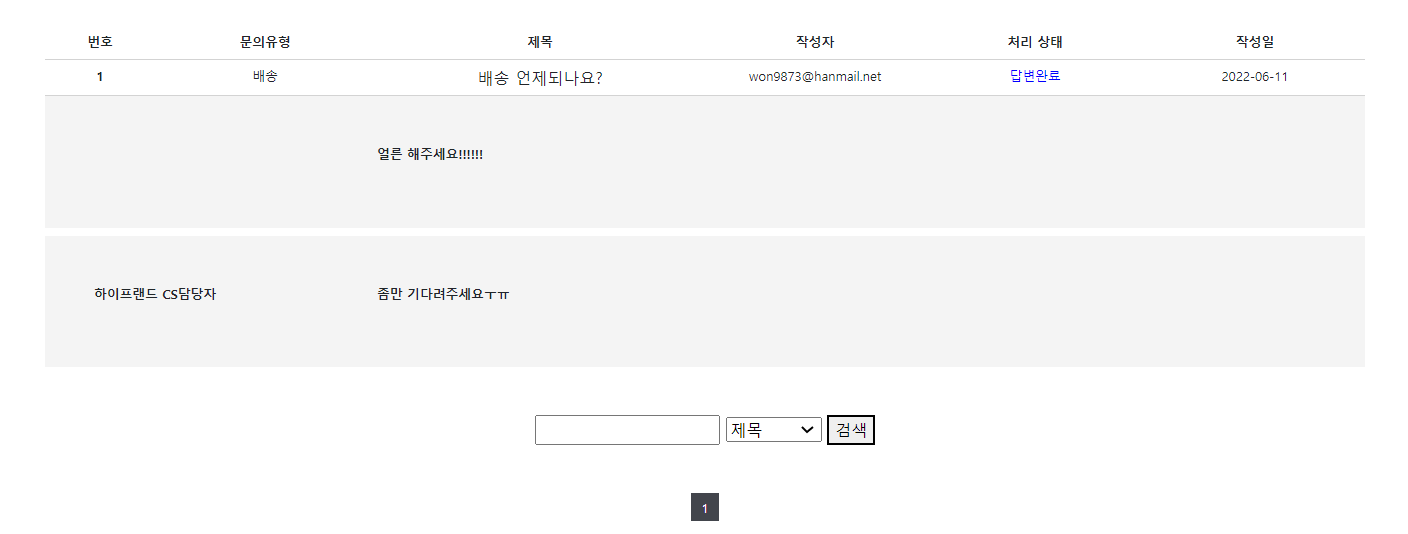 번호 문의유형 제목 작성자 처리 상태 작성일
1 배송 배송 언제되나요? won9873@hanmail.net 답변완료 2022-06-11
얼른 해주세요!!!!!!
하이프랜드 CS담당자 좀만 기다려주세요ㅜㅠ
제목 검색
1